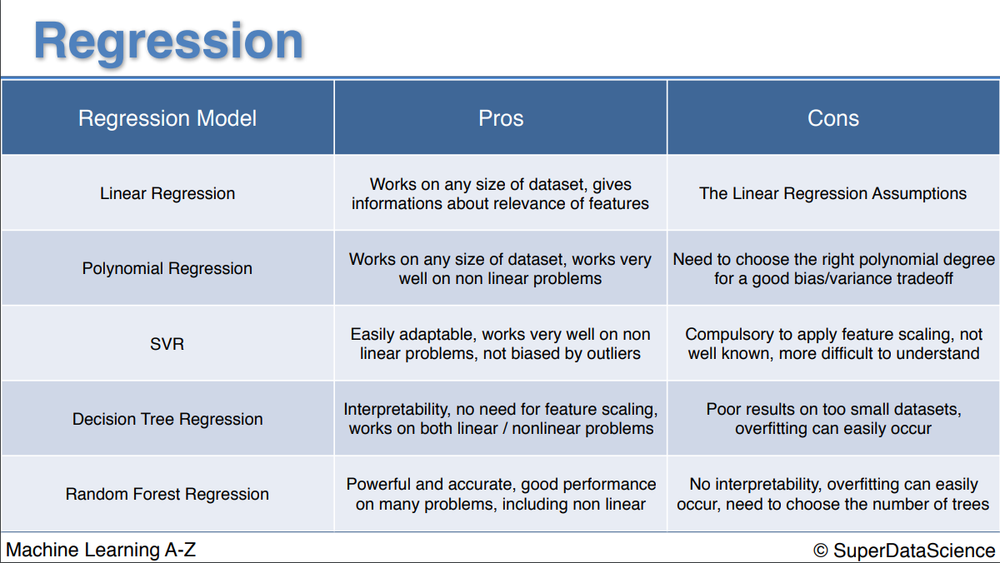 Regression
Regression Model
Pros
Cons
Linear Regression
Works on any size of dataset, gives
informations about relevance of features
The Linear Regression Assumptions
Polynomial Regression
Works on any size of dataset, works very
well on non linear problems
Need to choose the right polynomial degree
for a good bias/variance tradeoff
SVR
Easily adaptable, works very well on non
linear problems, not biased by outliers
Compulsory to apply feature scaling, not
well known, more difficult to understand
Decision Tree Regression
Interpretability, no need for feature scaling,
works on both linear / nonlinear problems
Poor results on too small datasets,
overfitting can easily occur
Random Forest Regression
Powerful and accurate, good performance
on many problems, including non linear
No interpretability, overfitting can easily
occur, need to choose the number of trees
Machine Learning A-Z
© SuperDataScience